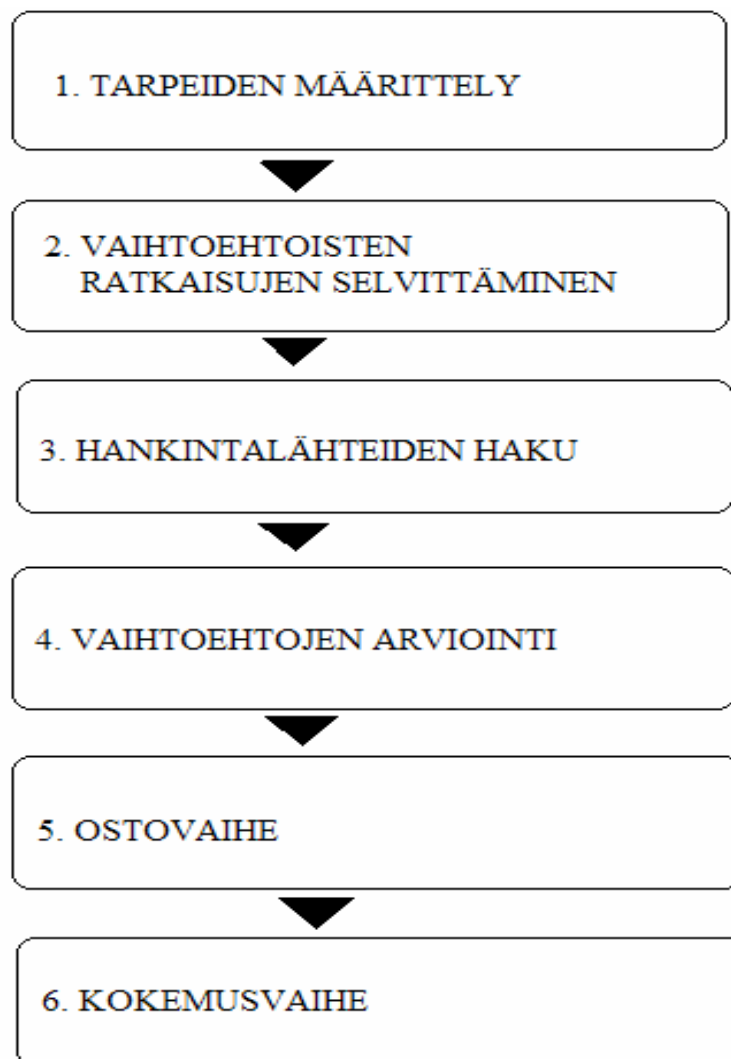 1. TARPEIDEN MÄÄRITTELY
2. VAIHTOEHTOISTEN
RATKAISUJEN SELVITTÄMINEN
3. HANKINTALÄHTEIDEN HAKU
4. VAIHTOEHTOJEN ARVIOINTI
5. OSTOVAIHE
6. KOKEMUSVAIHE